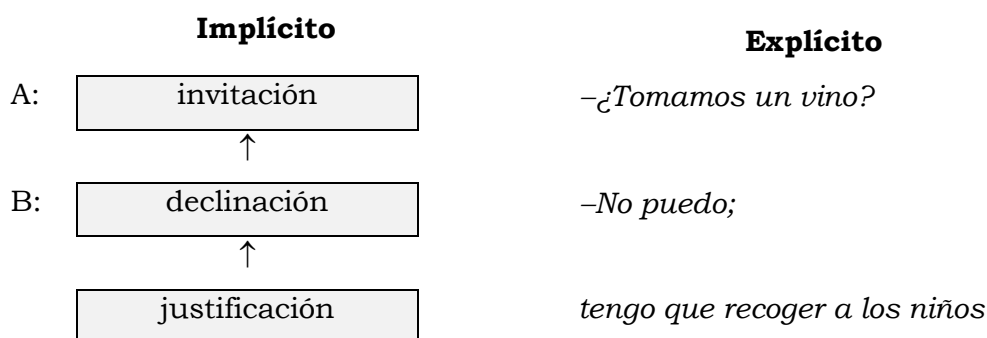 Implícito Explícito
A: invitación –¿Tomamos un vino?
↑
B: declinación –No puedo;
↑
justificación tengo que recoger a los niños